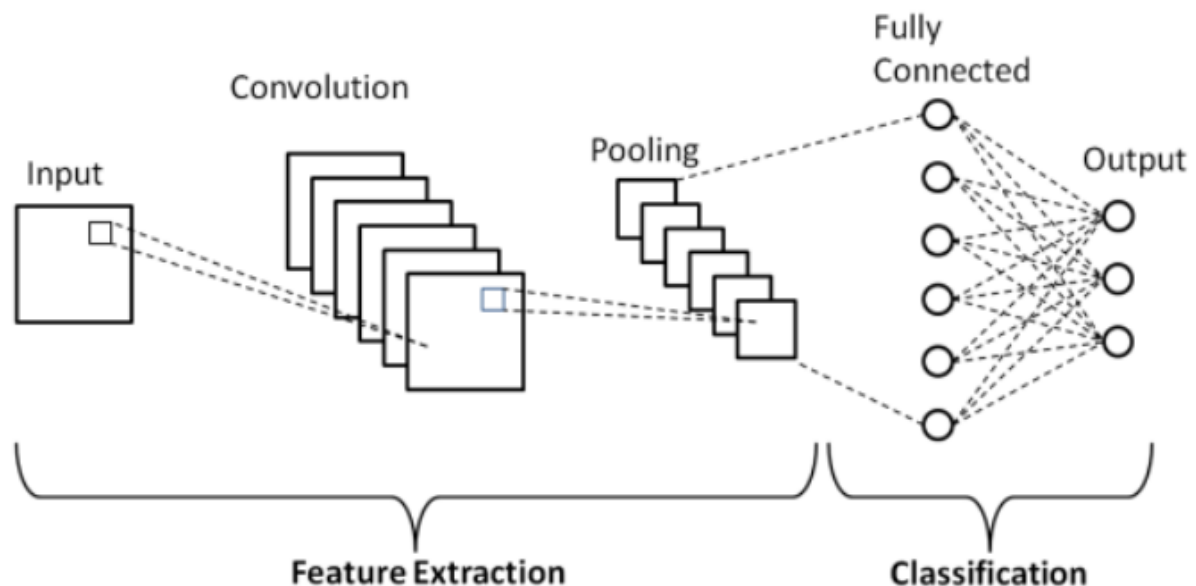 Input
Convolution
Pooling
Fully
Connected
Output
Feature Extraction
Classification